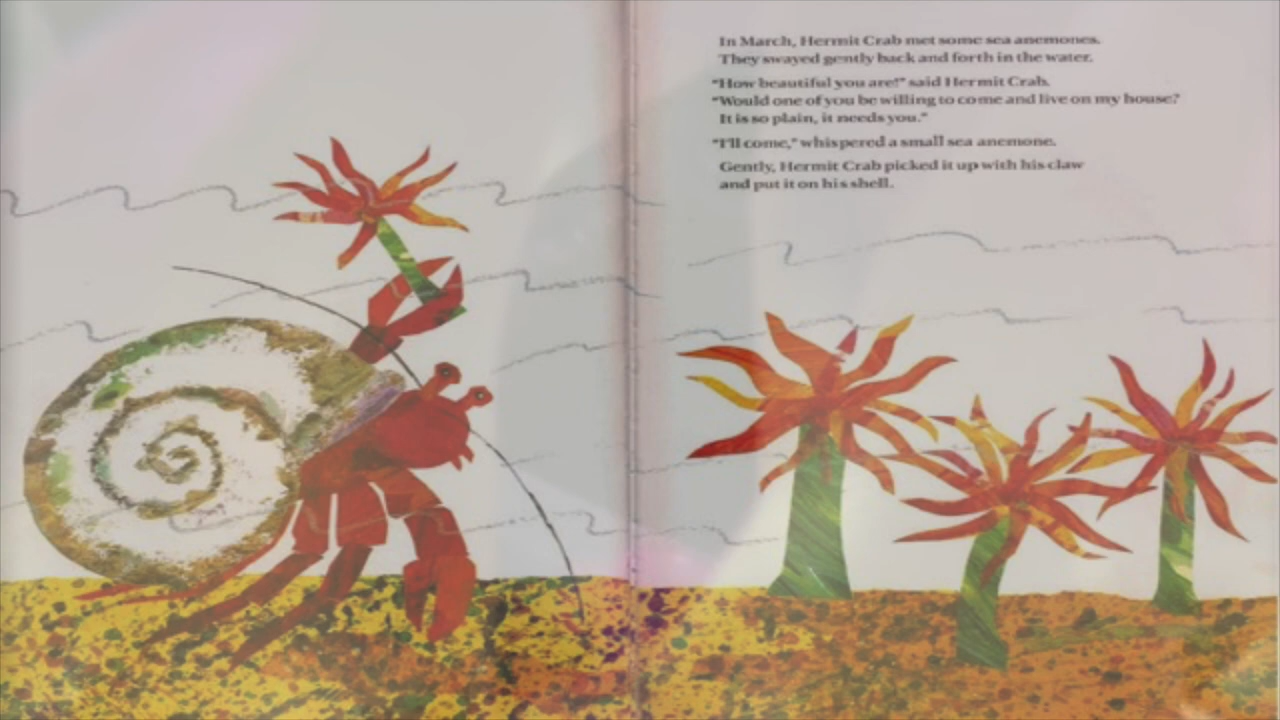 In March, Hermit Crab met some sea anemones.
They swayed gently back and forth in the water.
"How beautiful you are!" said Hermit Crab.
"Would one of you be willing to come and live on my house?
It is so plain, it needs you."
"I'll come," whispered a small sea anemone.
Gently, Hermit Crab picked it up with his claw
and put it on his shell.